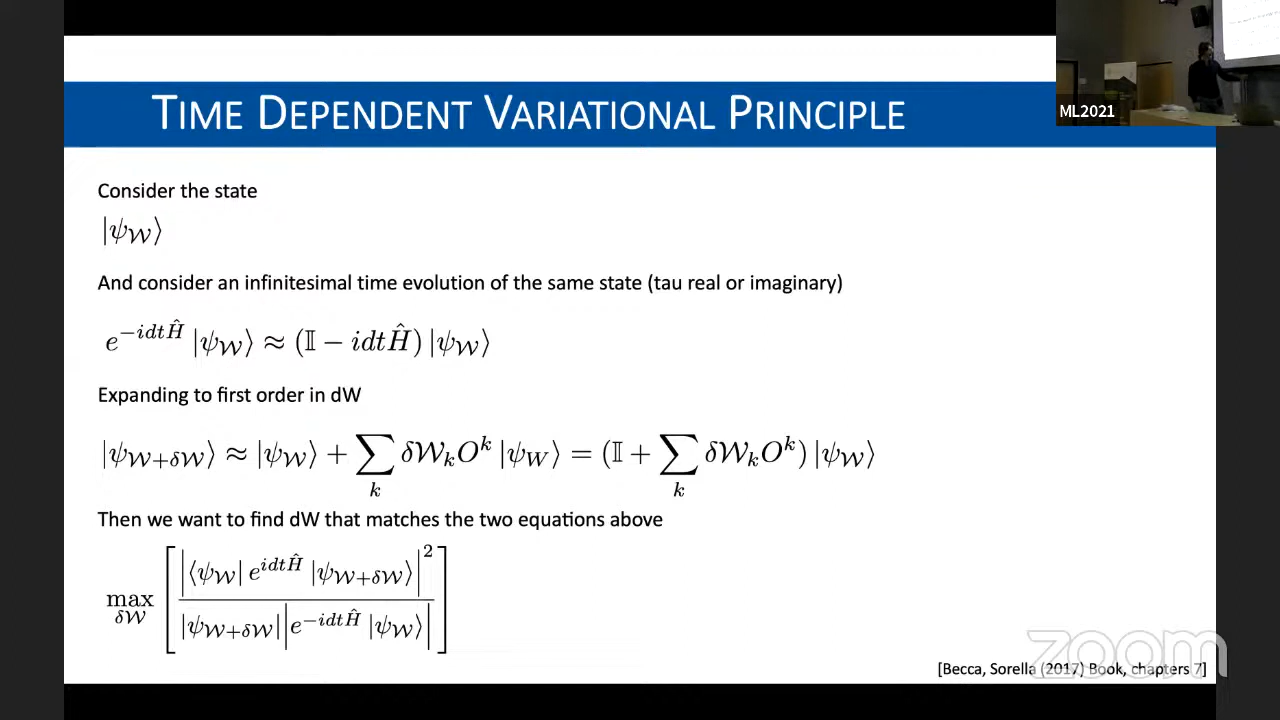 TIME DEPENDENT VARIATIONAL PRINCIPLE
ML2021
Consider the state
|ψ_𝒲⟩
And consider an infinitesimal time evolution of the same state (tau real or imaginary)
e^{−idtĤ} |ψ_𝒲⟩ ≈ (𝕀 − idtĤ) |ψ_𝒲⟩
Expanding to first order in dW
|ψ_{𝒲+δ𝒲}⟩ ≈ |ψ_𝒲⟩ + ∑_k δ𝒲_k O^k |ψ_W⟩ = (𝕀 + ∑_k δ𝒲_k O^k) |ψ_𝒲⟩
Then we want to find dW that matches the two equations above
max_{δ𝒲} [ |⟨ψ_𝒲| e^{idtĤ} |ψ_{𝒲+δ𝒲}⟩|^2 / |ψ_{𝒲+δ𝒲}| |e^{−idtĤ} |ψ_𝒲⟩| ]
zoom
[Becca, Sorella (2017) Book, chapters 7]